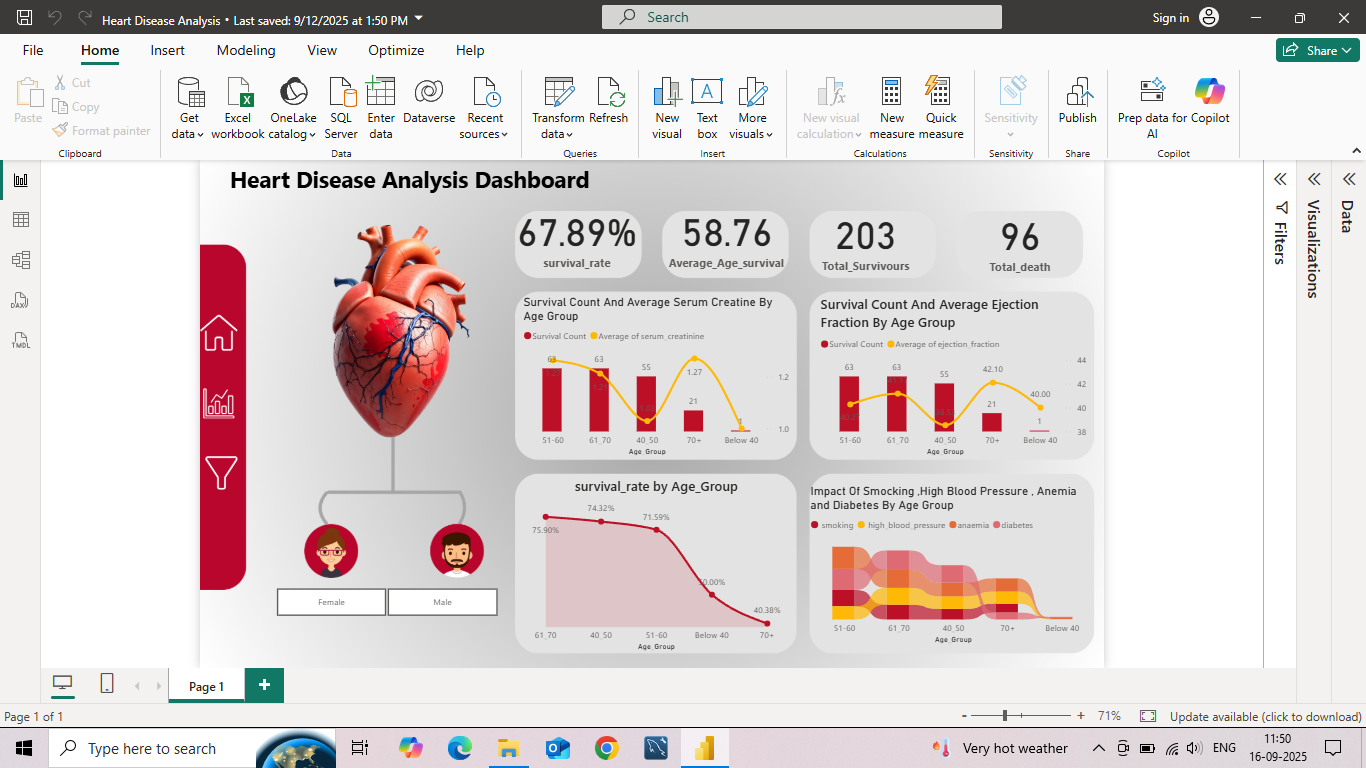 Heart Disease Analysis • Last saved: 9/12/2025 at 1:50 PM
Search
Sign in
File
Home
Insert
Modeling
View
Optimize
Help
Share
Paste
Cut
Copy
Format painter
Clipboard
Get data
Excel workbook
OneLake catalog
SQL Server
Enter data
Dataverse
Recent sources
Data
Transform data
Refresh
Queries
New visual
Text box
More visuals
Insert
New visual calculation
New measure
Quick measure
Calculations
Sensitivity
Sensitivity
Publish
Share
Prep data for AI
Copilot
Copilot
DAX
TMDL
Heart Disease Analysis Dashboard
67.89%
survival_rate
58.76
Average_Age_survival
203
Total_Survivours
96
Total_death
Survival Count And Average Serum Creatine By
Age Group
Survival Count
Average of serum_creatinine
63
63
55
21
1.27
1.2
1.0
51-60
61_70
40_50
70+
Below 40
Age_Group
Survival Count And Average Ejection
Fraction By Age Group
Survival Count
Average of ejection_fraction
63
63
55
42.10
21
40.00
1
44
42
40
38
51-60
61_70
40_50
70+
Below 40
Age_Group
survival_rate by Age_Group
75.90%
74.32%
71.59%
50.00%
40.38%
61_70
40_50
51-60
Below 40
70+
Age_Group
Impact Of Smocking ,High Blood Pressure , Anemia
and Diabetes By Age Group
smoking
high_blood_pressure
anaemia
diabetes
51-60
61_70
40_50
70+
Below 40
Age_Group
Female
Male
Filters
Visualizations
Data
Page 1
Page 1 of 1
71%
Update available (click to download)
Type here to search
Very hot weather
ENG
11:50
16-09-2025